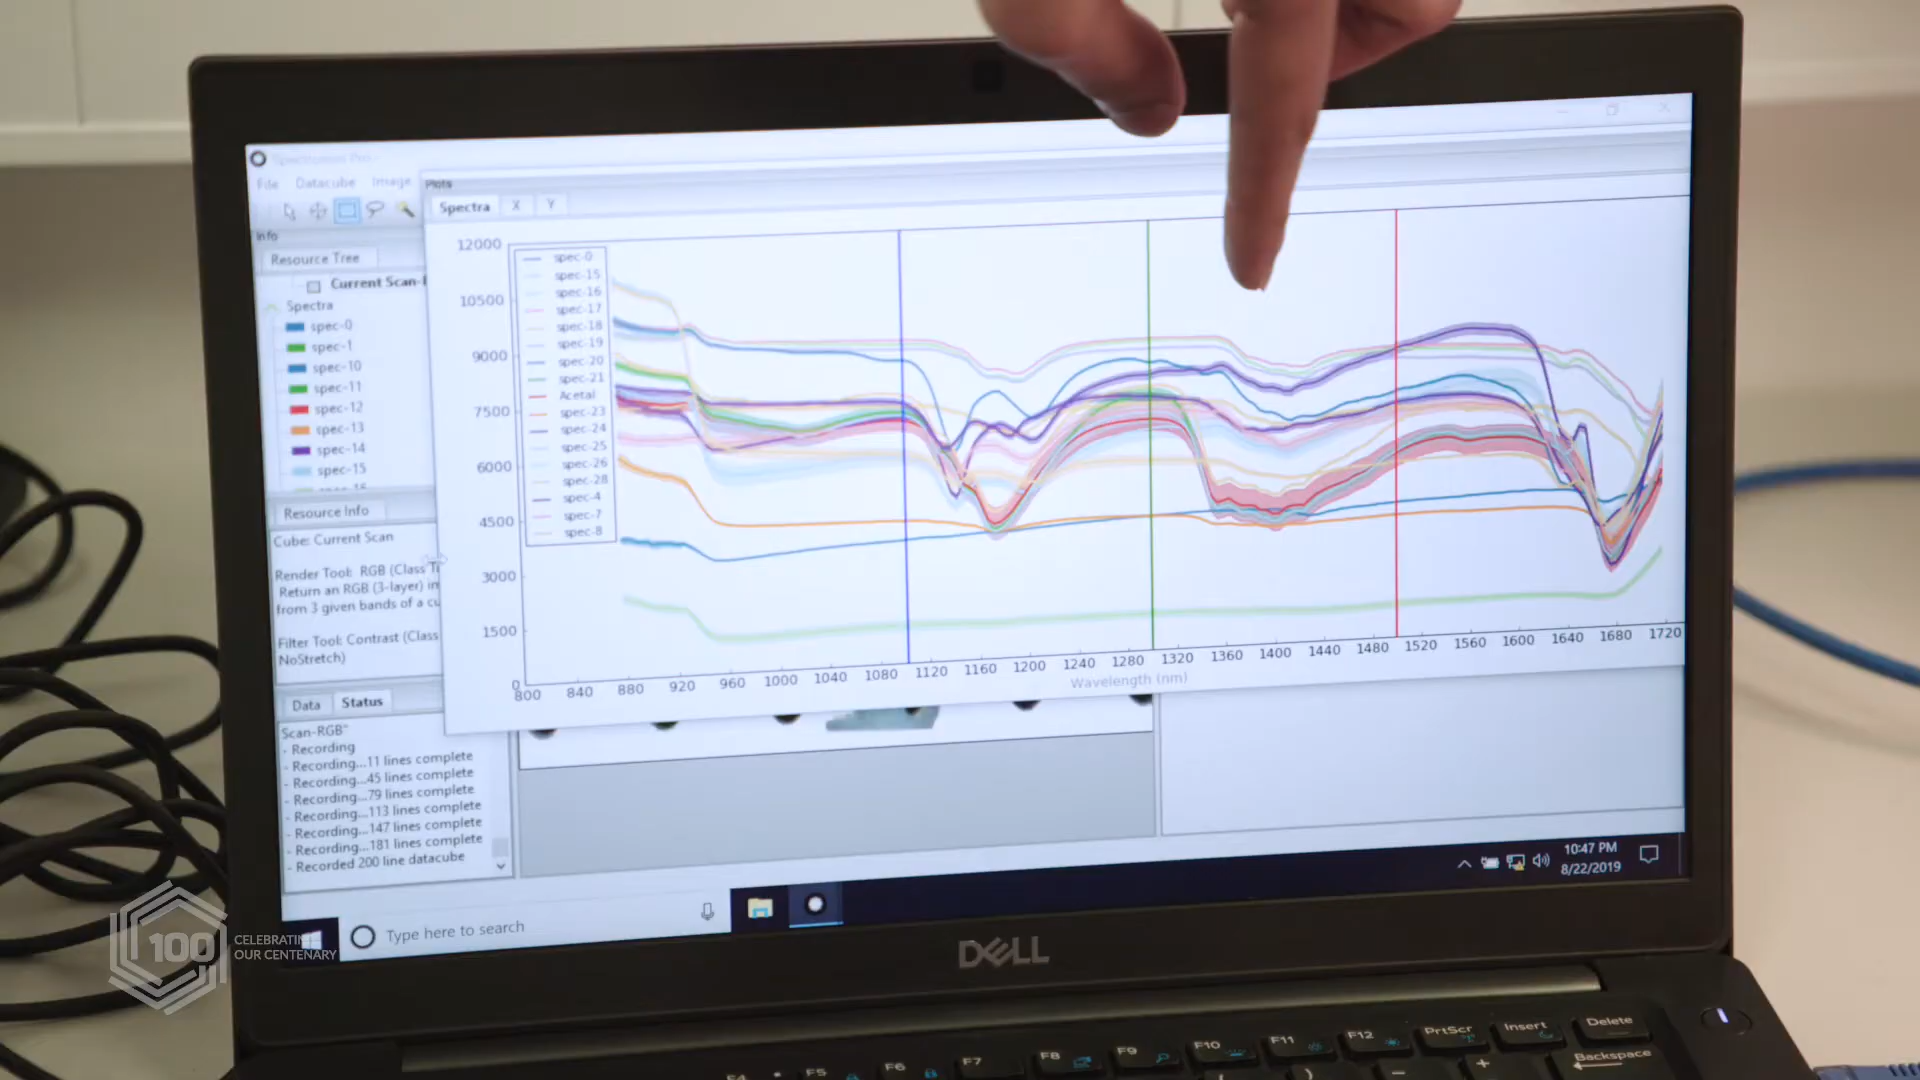 Spectronon Pro
File Datacube Image
Plots
Spectra X Y
Info
Resource Tree
Current Scan-
Spectra
spec-0
spec-1
spec-10
spec-11
spec-12
spec-13
spec-14
spec-15
Resource Info
Cube: Current Scan
Render Tool: RGB (Class
Return an RGB (3-layer)
from 3 given bands of a
Filter Tool: Contrast (Class
NoStretch)
Data Status
Scan-RGB"
- Recording
- Recording...11 lines complete
- Recording...45 lines complete
- Recording...79 lines complete
- Recording...113 lines complete
- Recording...147 lines complete
- Recording...181 lines complete
- Recorded 200 line datacube
12000
10500
9000
7500
6000
4500
3000
1500
0
spec-0
spec-15
spec-16
spec-17
spec-18
spec-19
spec-20
spec-21
Acetal
spec-23
spec-24
spec-25
spec-26
spec-28
spec-4
spec-7
spec-8
800 840 880 920 960 1000 1040 1080 1120 1160 1200 1240 1280 1320 1360 1400 1440 1480 1520 1560 1600 1640 1680 1720
Wavelength (nm)
10:47 PM
8/22/2019
Type here to search
100
CELEBRATING
OUR CENTENARY
DELL
F4 F5 F6 F7 F8 F9 F10 F11 F12 PrtScr Insert Delete
+ Backspace